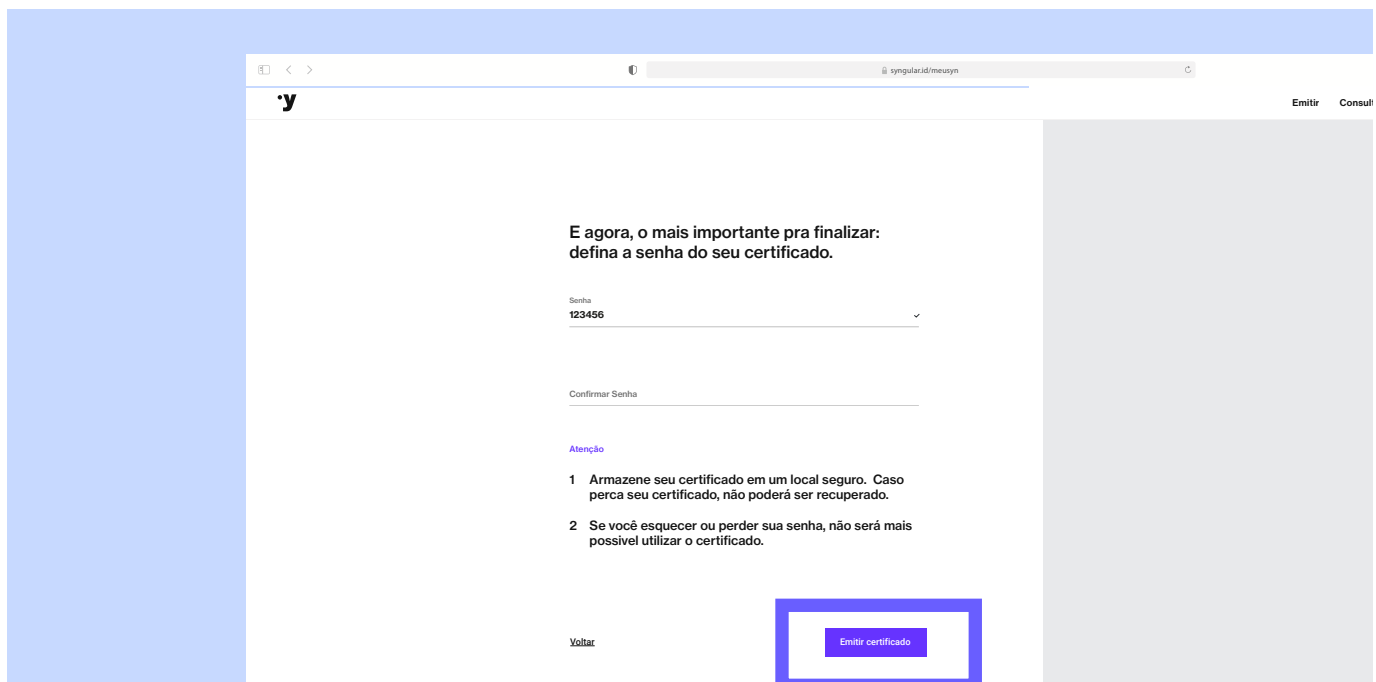 syngular.id/meusyn
·y
Emitir Consult
E agora, o mais importante pra finalizar:
defina a senha do seu certificado.
Senha
123456
Confirmar Senha
Atenção
1 Armazene seu certificado em um local seguro. Caso
perca seu certificado, não poderá ser recuperado.
2 Se você esquecer ou perder sua senha, não será mais
possivel utilizar o certificado.
Voltar
Emitir certificado